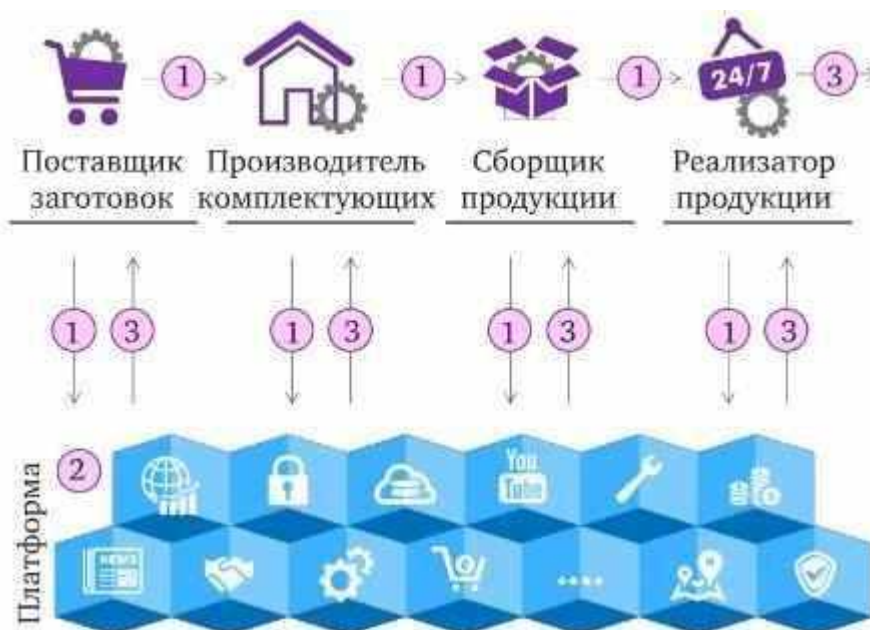 1
1
1
24/7
3
Поставщик
заготовок
Производитель
комплектующих
Сборщик
продукции
Реализатор
продукции
1
3
1
3
1
3
1
3
Платформа
2
You
Tube
NEWS
....